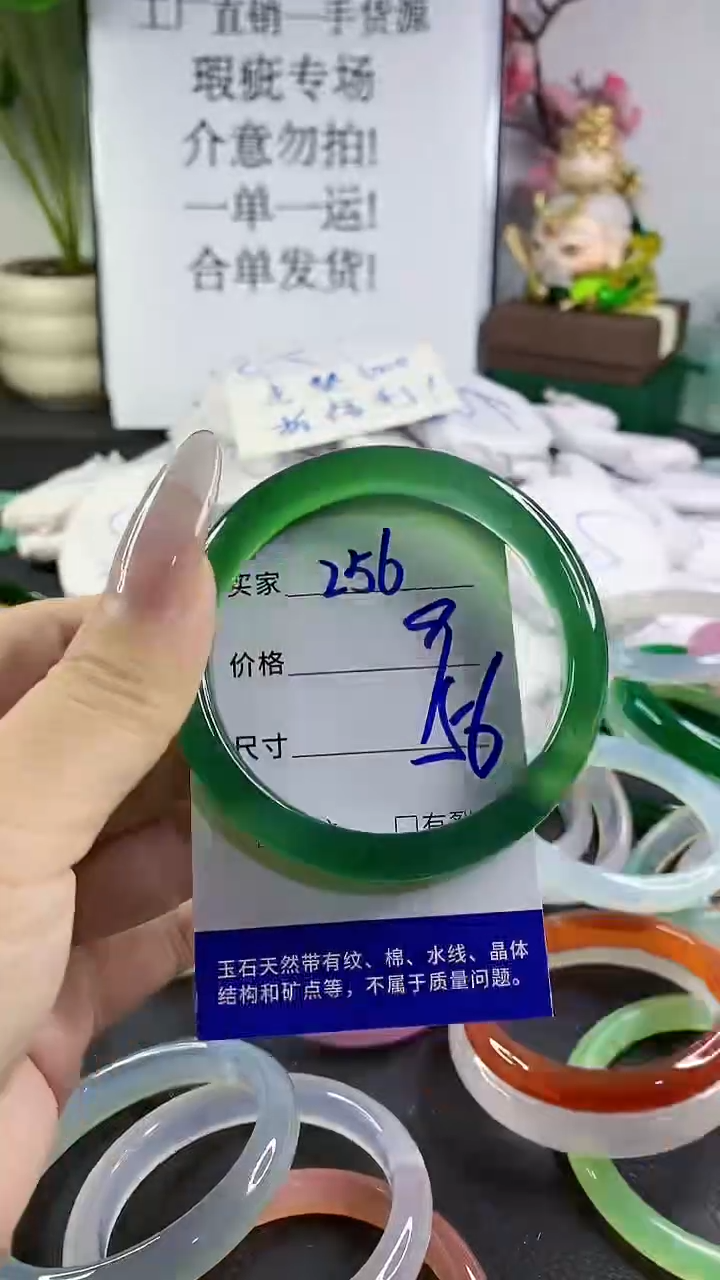 工厂直销一手货源
瑕疵专场
介意勿拍!
一单一运!
合单发货!
买家 256
价格
尺寸 56
口有裂
玉石天然带有纹、棉、水线、晶体
结构和矿点等，不属于质量问题。